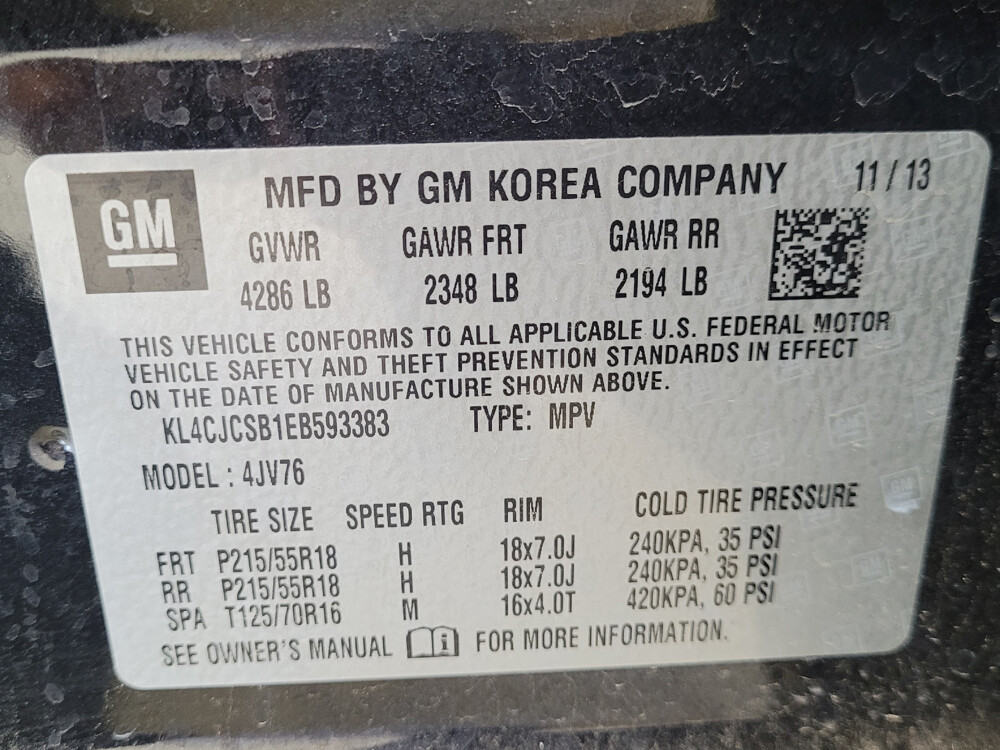 GM
MFD BY GM KOREA COMPANY 11 / 13
GVWR GAWR FRT GAWR RR
4286 LB 2348 LB 2194 LB
THIS VEHICLE CONFORMS TO ALL APPLICABLE U.S. FEDERAL MOTOR
VEHICLE SAFETY AND THEFT PREVENTION STANDARDS IN EFFECT
ON THE DATE OF MANUFACTURE SHOWN ABOVE.
KL4CJCSB1EB593383 TYPE: MPV
MODEL : 4JV76
TIRE SIZE SPEED RTG RIM COLD TIRE PRESSURE
FRT P215/55R18 H 18x7.0J 240KPA, 35 PSI
RR P215/55R18 H 18x7.0J 240KPA, 35 PSI
SPA T125/70R16 M 16x4.0T 420KPA, 60 PSI
SEE OWNER'S MANUAL i FOR MORE INFORMATION.